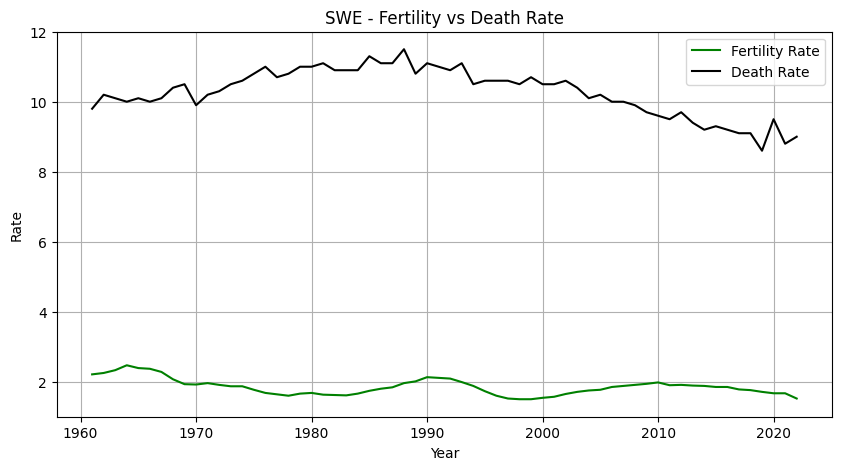 SWE - Fertility vs Death Rate
Fertility Rate
Death Rate
12
10
8
6
4
2
Rate
1960 1970 1980 1990 2000 2010 2020
Year